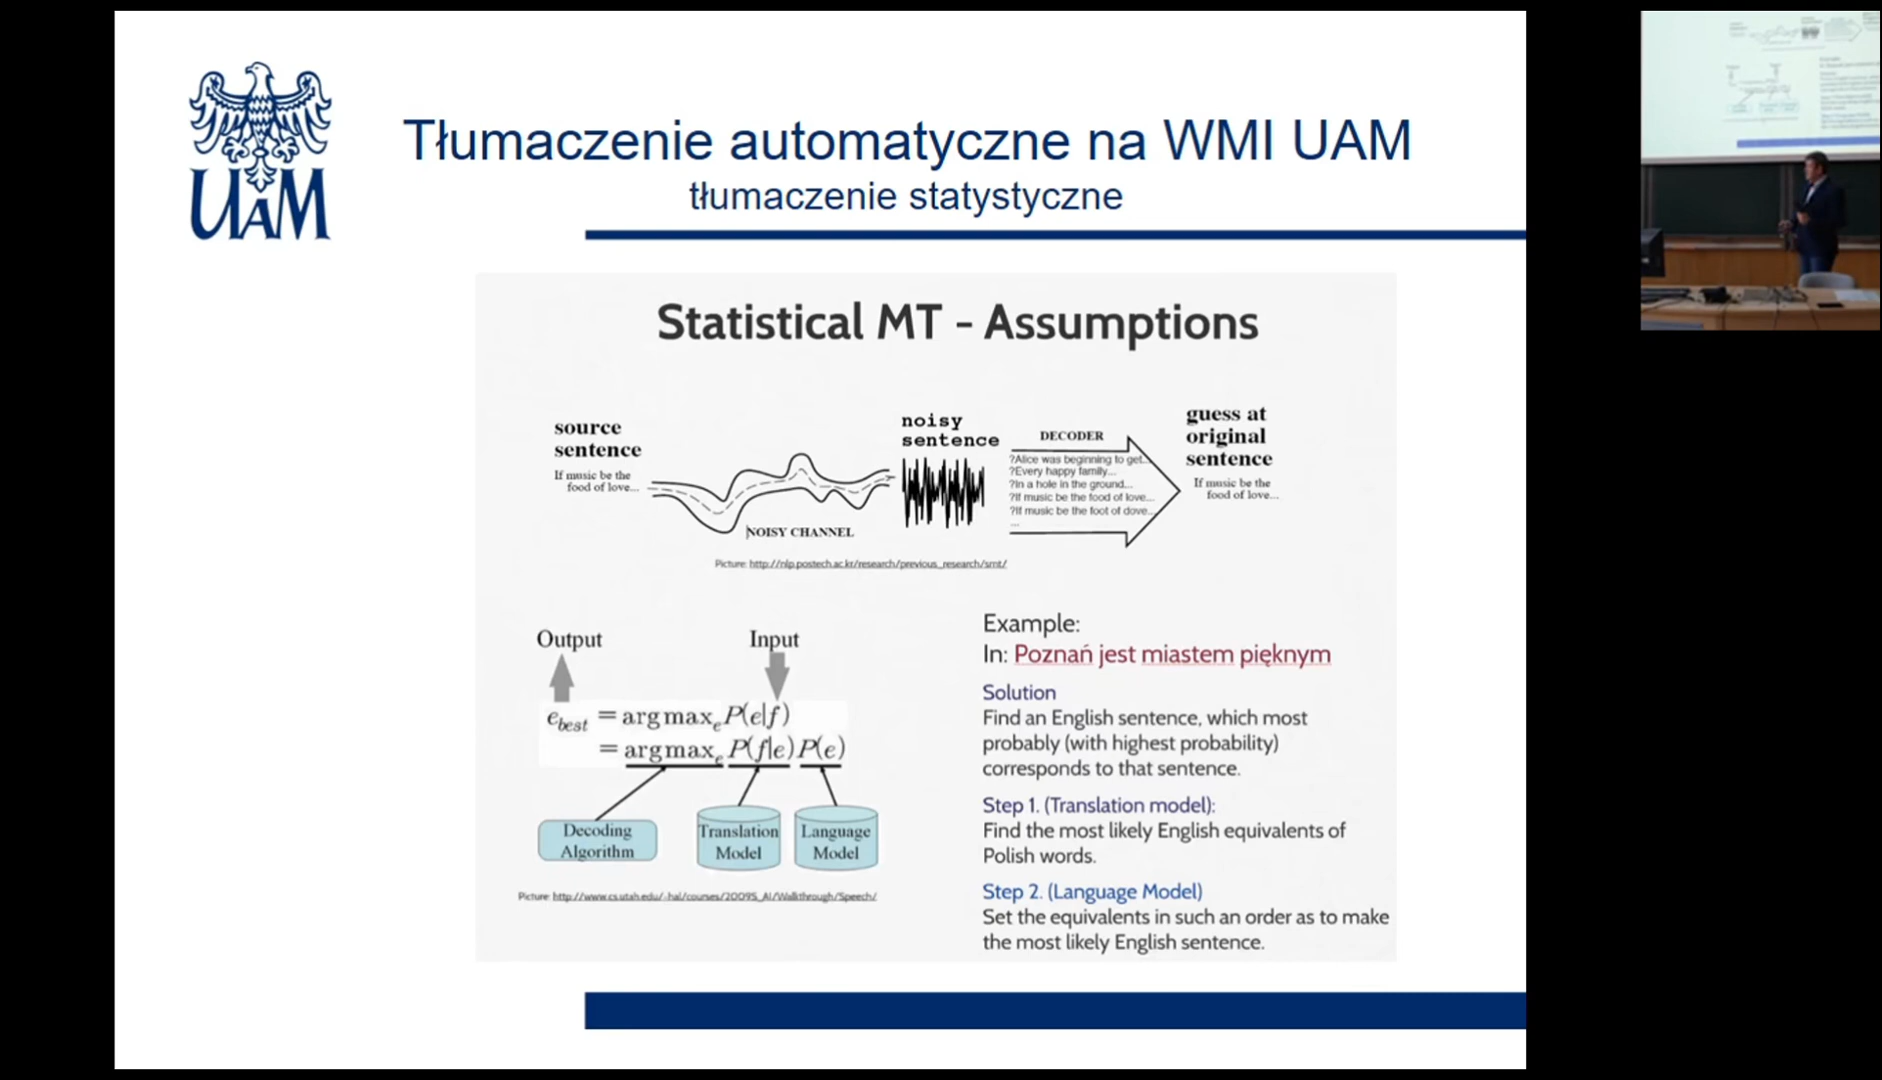 UAM
Tłumaczenie automatyczne na WMI UAM
tłumaczenie statystyczne
Statistical MT - Assumptions
source
sentence
If music be the
food of love...
NOISY CHANNEL
noisy
sentence
DECODER
?Alice was beginning to get...
?Every happy family...
?In a hole in the ground...
?If music be the food of love...
?If music be the foot of dove...
...
guess at
original
sentence
If music be the
food of love...
Picture: http://nlp.postech.ac.kr/research/previous_research/smt/
Output
Input
e_best = argmax_e P(e|f)
= argmax_e P(f|e) P(e)
Decoding
Algorithm
Translation
Model
Language
Model
Picture: http://www.cs.utah.edu/~hal/courses/2009S_AI/Walkthrough/Speech/
Example:
In: Poznań jest miastem pięknym
Solution
Find an English sentence, which most
probably (with highest probability)
corresponds to that sentence.
Step 1. (Translation model):
Find the most likely English equivalents of
Polish words.
Step 2. (Language Model)
Set the equivalents in such an order as to make
the most likely English sentence.